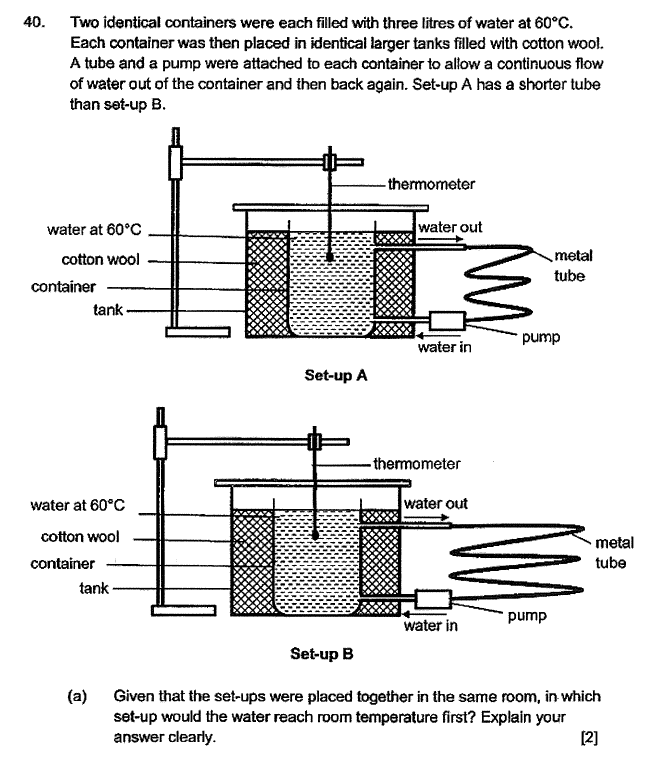 40. Two identical containers were each filled with three litres of water at 60°C.
Each container was then placed in identical larger tanks filled with cotton wool.
A tube and a pump were attached to each container to allow a continuous flow
of water out of the container and then back again. Set-up A has a shorter tube
than set-up B.
thermometer
water at 60°C
water out
cotton wool
metal
tube
container
tank
pump
water in
Set-up A
thermometer
water at 60°C
water out
cotton wool
metal
tube
container
tank
pump
water in
Set-up B
(a) Given that the set-ups were placed together in the same room, in which
set-up would the water reach room temperature first? Explain your
answer clearly. [2]